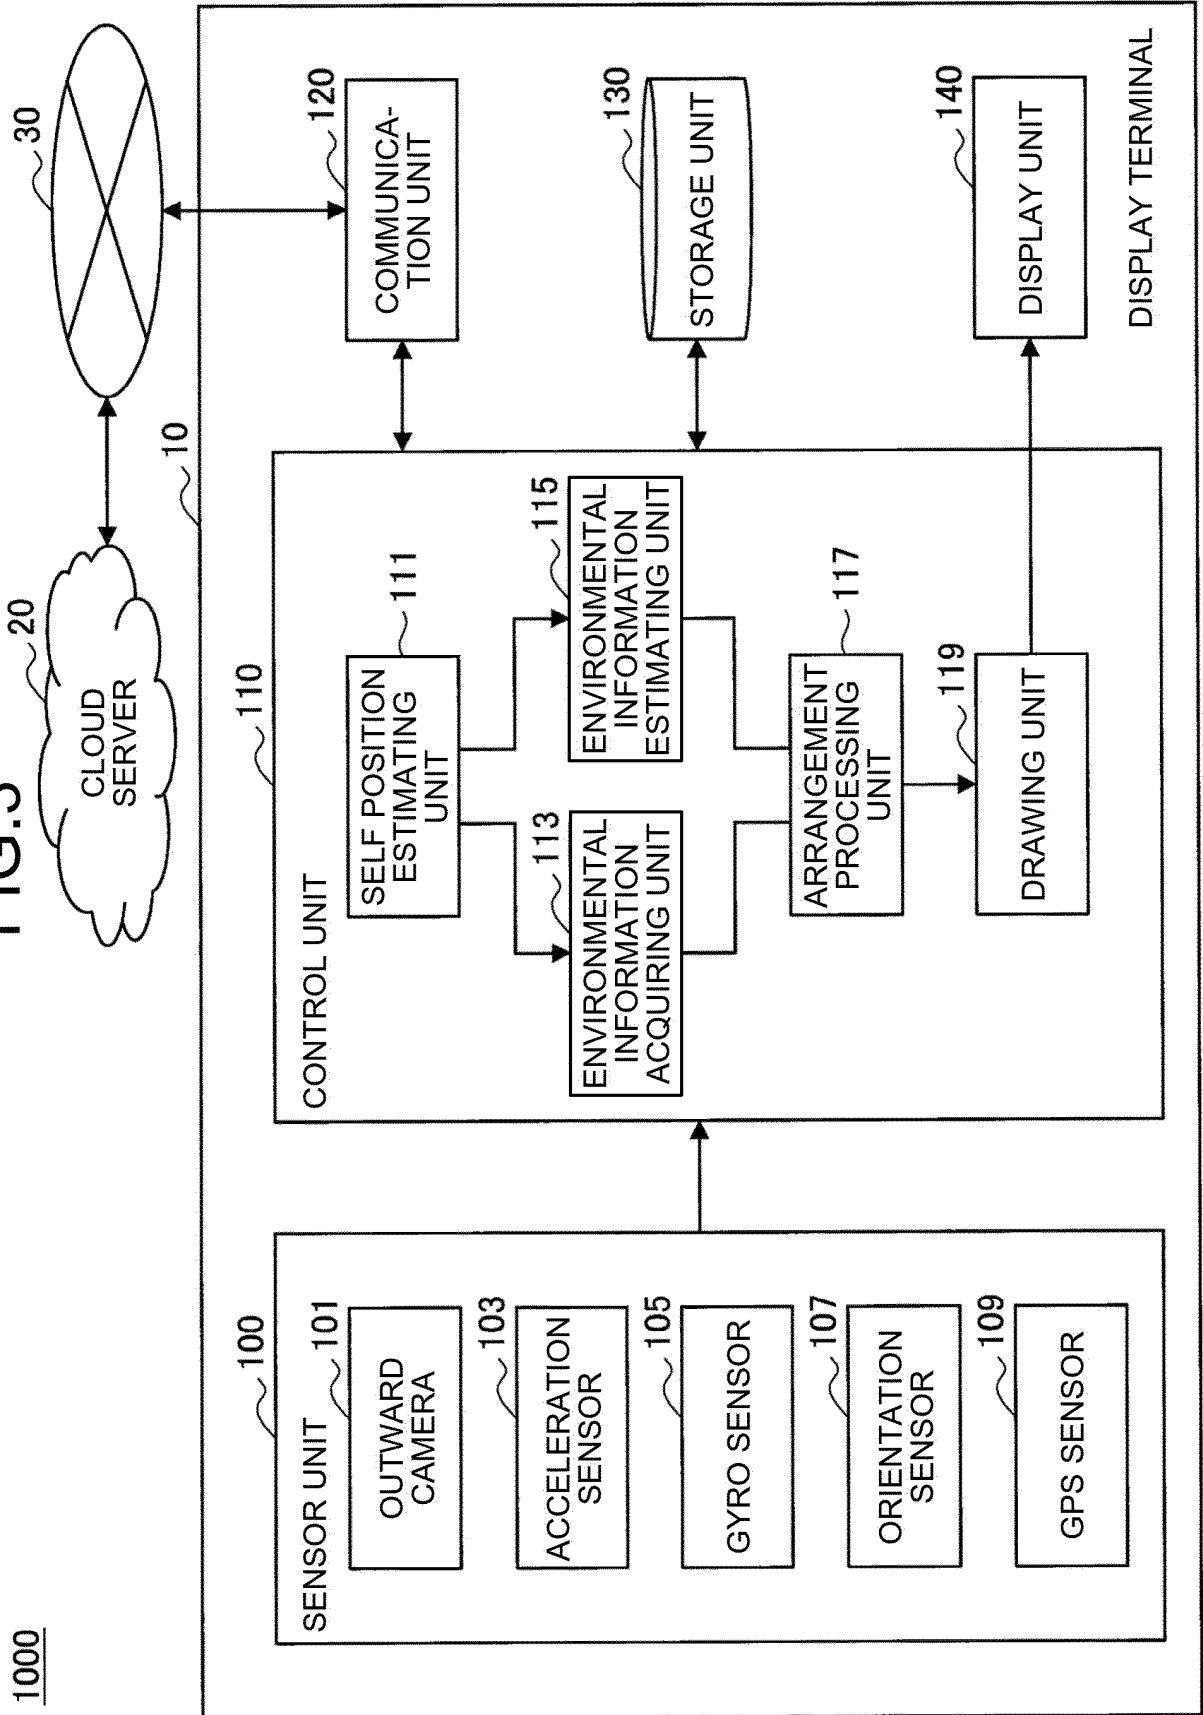 1000
FIG.3
20
CLOUD
SERVER
30
10
100
SENSOR UNIT
101
OUTWARD
CAMERA
103
ACCELERATION
SENSOR
105
GYRO SENSOR
107
ORIENTATION
SENSOR
109
GPS SENSOR
110
CONTROL UNIT
111
SELF POSITION
ESTIMATING
UNIT
113
ENVIRONMENTAL
INFORMATION
ACQUIRING UNIT
115
ENVIRONMENTAL
INFORMATION
ESTIMATING UNIT
117
ARRANGEMENT
PROCESSING
UNIT
119
DRAWING UNIT
120
COMMUNICA-
TION UNIT
130
STORAGE UNIT
140
DISPLAY UNIT
DISPLAY TERMINAL